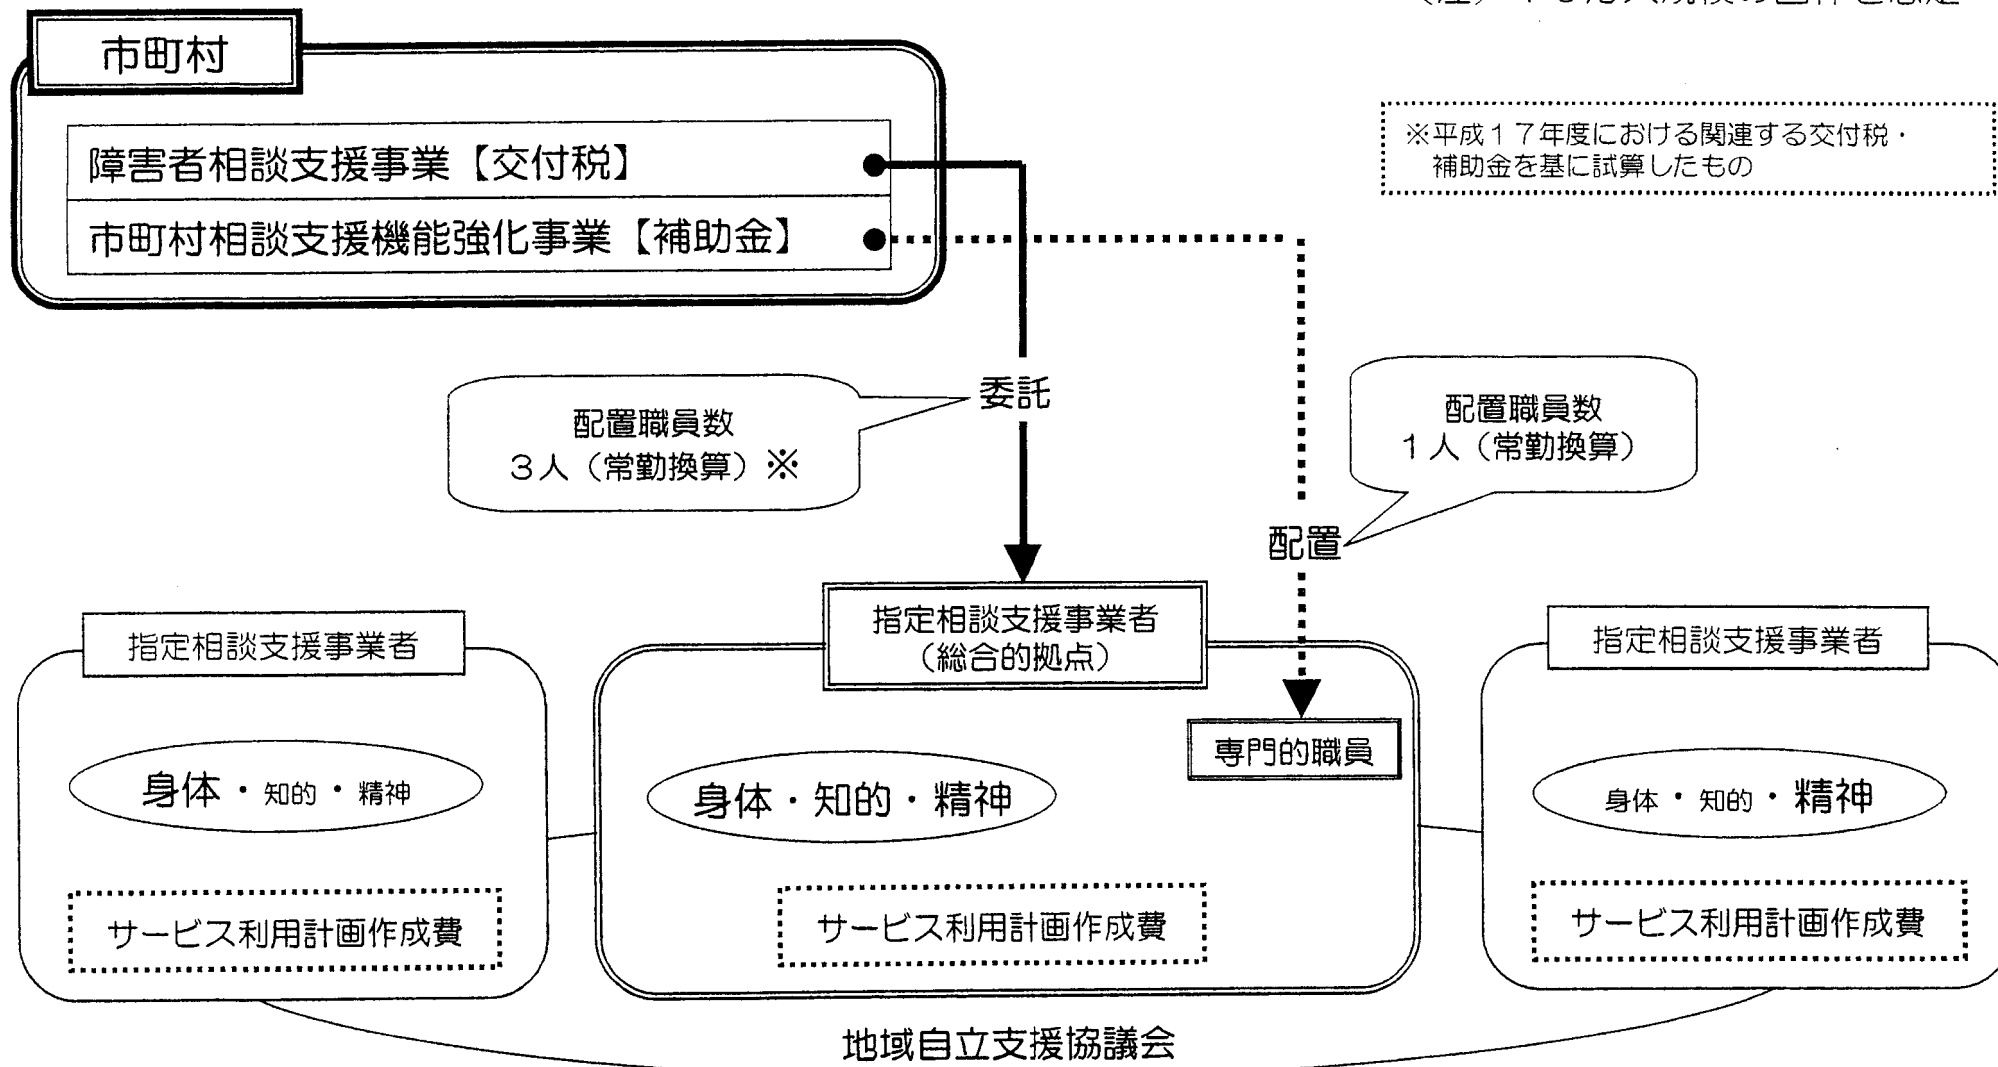 市町村
障害者相談支援事業【交付税】
市町村相談支援機能強化事業【補助金】
※平成１７年度における関連する交付税・
補助金を基に試算したもの
委託
配置職員数
３人（常勤換算）※
配置職員数
１人（常勤換算）
配置
指定相談支援事業者
指定相談支援事業者
（総合的拠点）
指定相談支援事業者
専門的職員
身体・知的・精神
身体・知的・精神
身体・知的・精神
サービス利用計画作成費
サービス利用計画作成費
サービス利用計画作成費
地域自立支援協議会